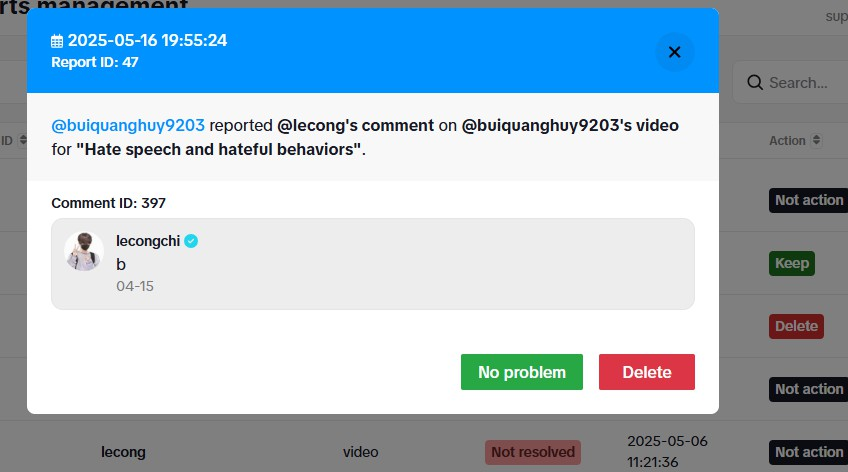 rts management
sup
2025-05-16 19:55:24
Report ID: 47
Search...
@buiquanghuy9203 reported @lecong's comment on @buiquanghuy9203's video
for "Hate speech and hateful behaviors".
ID
Action
Comment ID: 397
Not action
lecongchi
b
04-15
Keep
Delete
No problem
Delete
Not action
lecong
video
Not resolved
2025-05-06
11:21:36
Not action